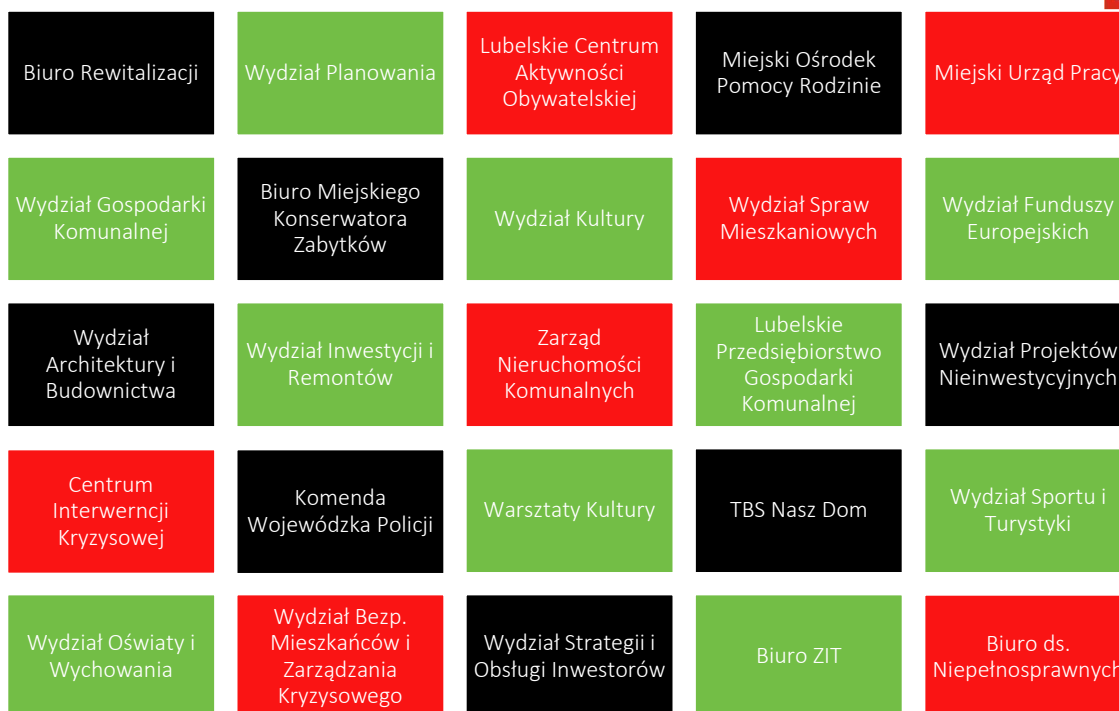 Biuro Rewitalizacji
Wydział Planowania
Lubelskie Centrum
Aktywności
Obywatelskiej
Miejski Ośrodek
Pomocy Rodzinie
Miejski Urząd Pracy
Wydział Gospodarki
Komunalnej
Biuro Miejskiego
Konserwatora
Zabytków
Wydział Kultury
Wydział Spraw
Mieszkaniowych
Wydział Funduszy
Europejskich
Wydział
Architektury i
Budownictwa
Wydział Inwestycji i
Remontów
Zarząd
Nieruchomości
Komunalnych
Lubelskie
Przedsiębiorstwo
Gospodarki
Komunalnej
Wydział Projektów
Nieinwestycyjnych
Centrum
Interwerncji
Kryzysowej
Komenda
Wojewódzka Policji
Warsztaty Kultury
TBS Nasz Dom
Wydział Sportu i
Turystyki
Wydział Oświaty i
Wychowania
Wydział Bezp.
Mieszkańców i
Zarządzania
Kryzysowego
Wydział Strategii i
Obsługi Inwestorów
Biuro ZIT
Biuro ds.
Niepełnosprawnych